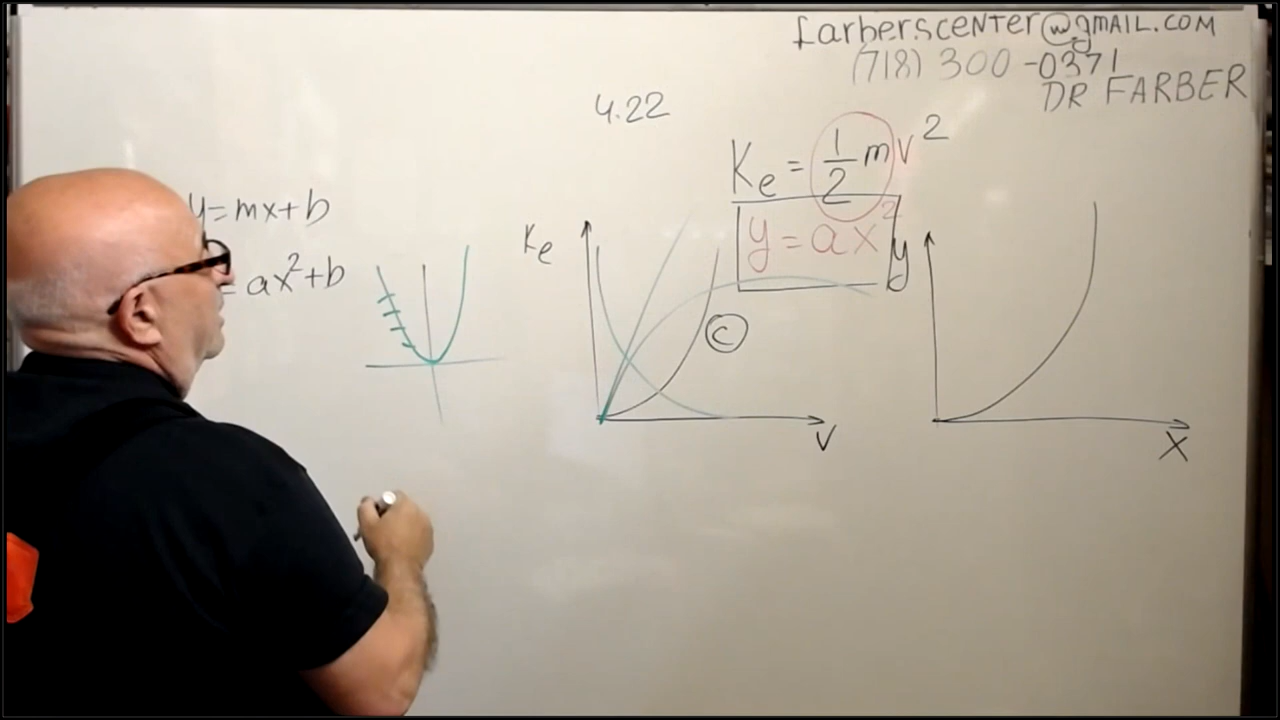 farberscenter@gmail.com
(718) 300-0371
DR FARBER
4.22
Ke = 1/2 mv²
y = ax²
y=mx+b
= ax²+b
Ke
C
V
y
X